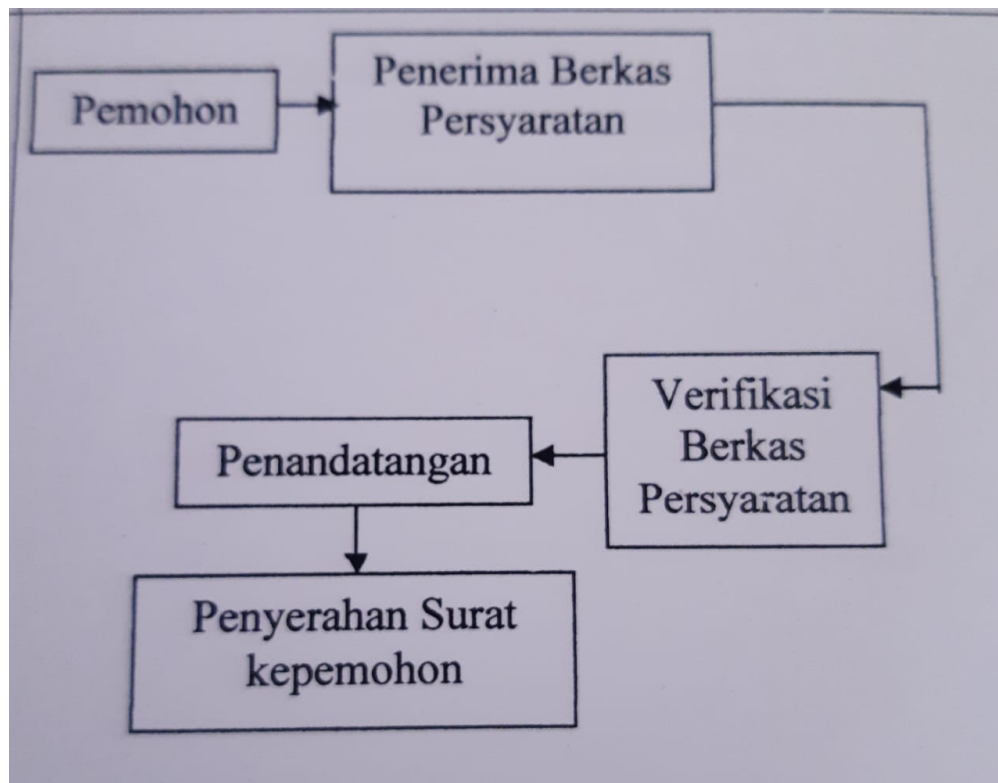 Pemohon
Penerima Berkas
Persyaratan
Verifikasi
Berkas
Persyaratan
Penandatangan
Penyerahan Surat
kepemohon